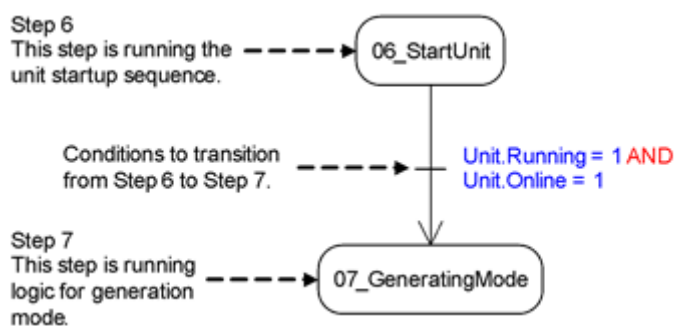 Step 6
This step is running the
unit startup sequence.
06_StartUnit
Conditions to transition
from Step 6 to Step 7.
Unit.Running = 1 AND
Unit.Online = 1
Step 7
This step is running
logic for generation
mode.
07_GeneratingMode